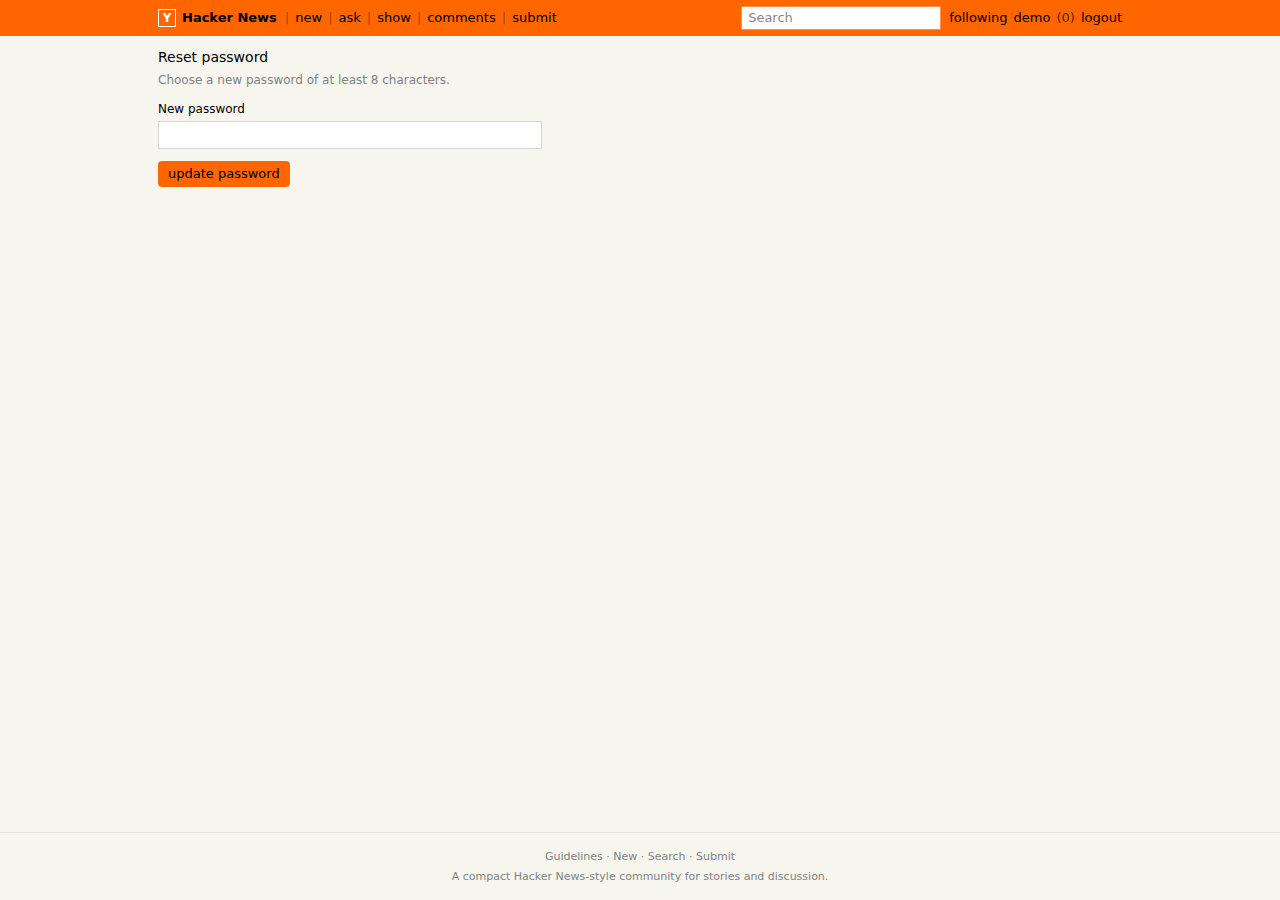 Y Hacker News | new | ask | show | comments | submit Search following demo (0) logout
Reset password
Choose a new password of at least 8 characters.
New password
update password
Guidelines · New · Search · Submit
A compact Hacker News-style community for stories and discussion.